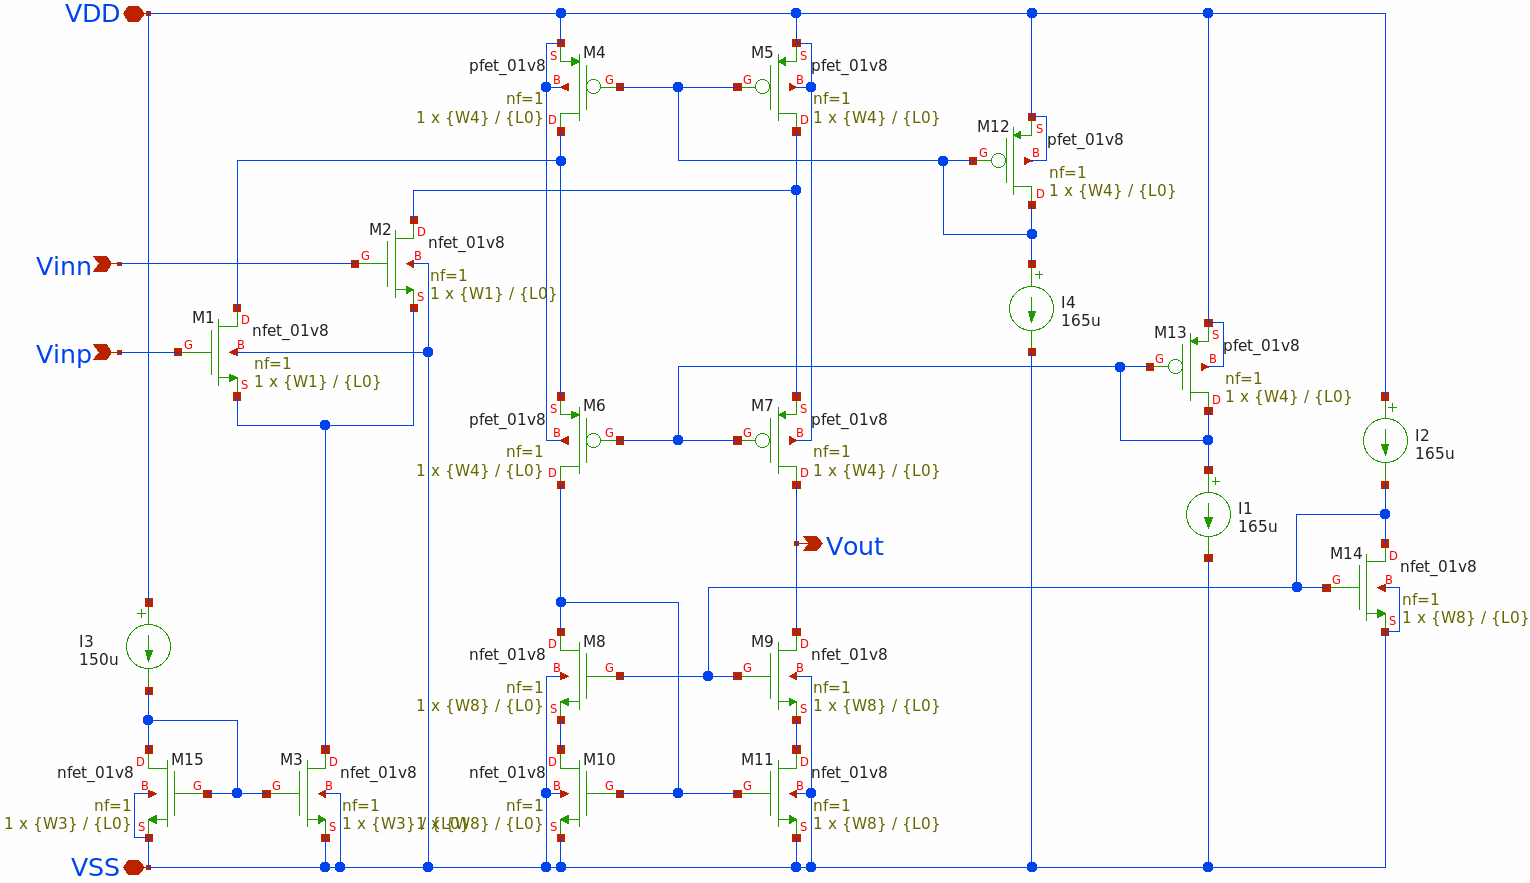 VDD
S
M4
pfet_01v8
B
G
nf=1
1 x {W4} / {L0}
D
M5
S
pfet_01v8
G
B
nf=1
1 x {W4} / {L0}
D
M12
S
pfet_01v8
G
B
nf=1
1 x {W4} / {L0}
D
M2
D
nfet_01v8
Vinn
G
B
nf=1
1 x {W1} / {L0}
S
+
I4
165u
M1
D
nfet_01v8
Vinp
G
B
nf=1
1 x {W1} / {L0}
S
M13
S
pfet_01v8
G
B
nf=1
1 x {W4} / {L0}
D
S
M6
pfet_01v8
B
G
nf=1
1 x {W4} / {L0}
D
M7
S
pfet_01v8
G
B
nf=1
1 x {W4} / {L0}
D
+
I2
165u
+
I1
165u
Vout
M14
D
nfet_01v8
G
B
nf=1
1 x {W8} / {L0}
S
+
I3
150u
D
M8
nfet_01v8
B
G
nf=1
1 x {W8} / {L0}
S
M9
D
nfet_01v8
G
B
nf=1
1 x {W8} / {L0}
S
D
M15
nfet_01v8
B
G
nf=1
1 x {W3} / {L0}
S
M3
D
nfet_01v8
G
B
nf=1
1 x {W3} / {L0}
S
D
M10
nfet_01v8
B
G
nf=1
1 x {W8} / {L0}
S
M11
D
nfet_01v8
G
B
nf=1
1 x {W8} / {L0}
S
VSS